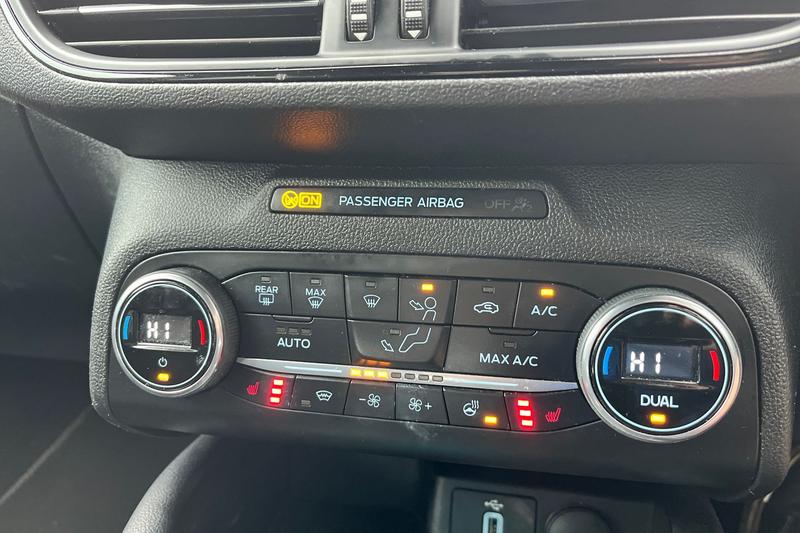 ON PASSENGER AIRBAG OFF
REAR MAX A/C
HI AUTO MAX A/C HI
DUAL